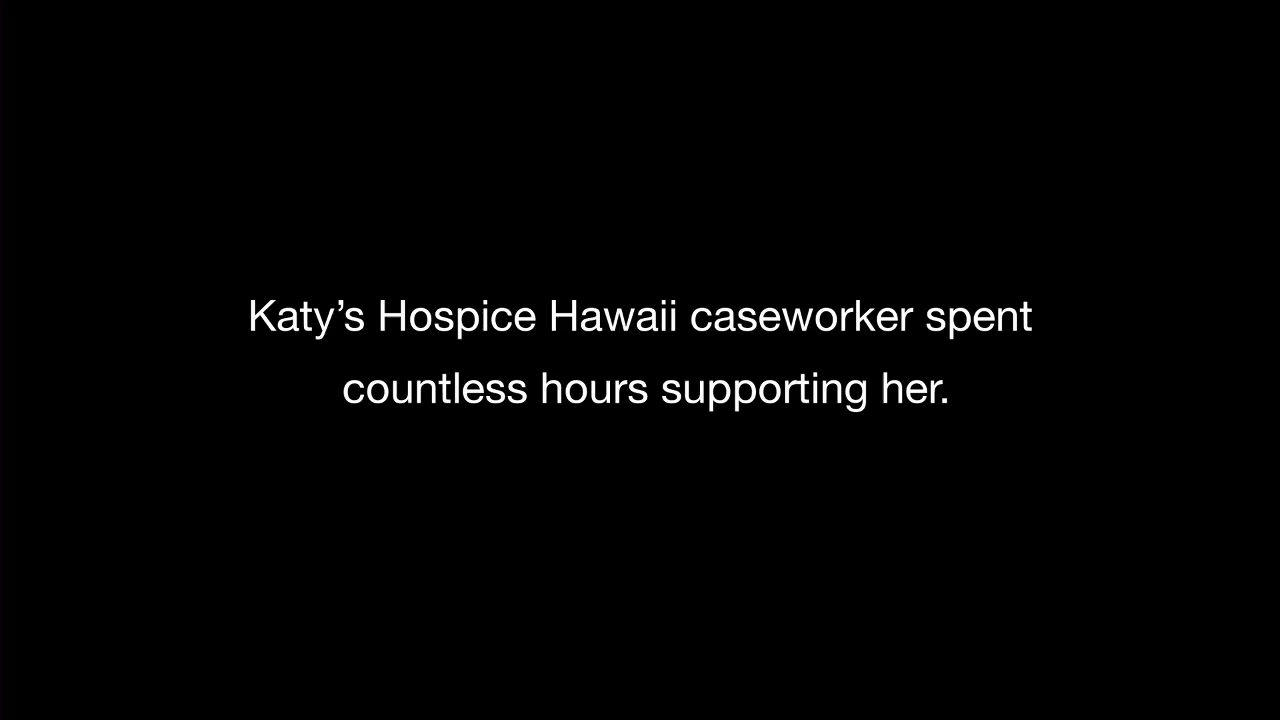 Katy’s Hospice Hawaii caseworker spent
countless hours supporting her.